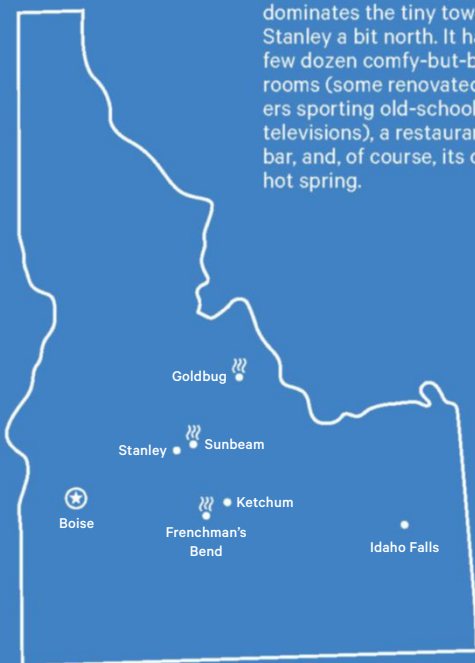 dominates the tiny tow
Stanley a bit north. It ha
few dozen comfy-but-b
rooms (some renovated
ers sporting old-school
televisions), a restaurar
bar, and, of course, its o
hot spring.
Goldbug
Sunbeam
Stanley
Ketchum
Boise
Frenchman's
Bend
Idaho Falls